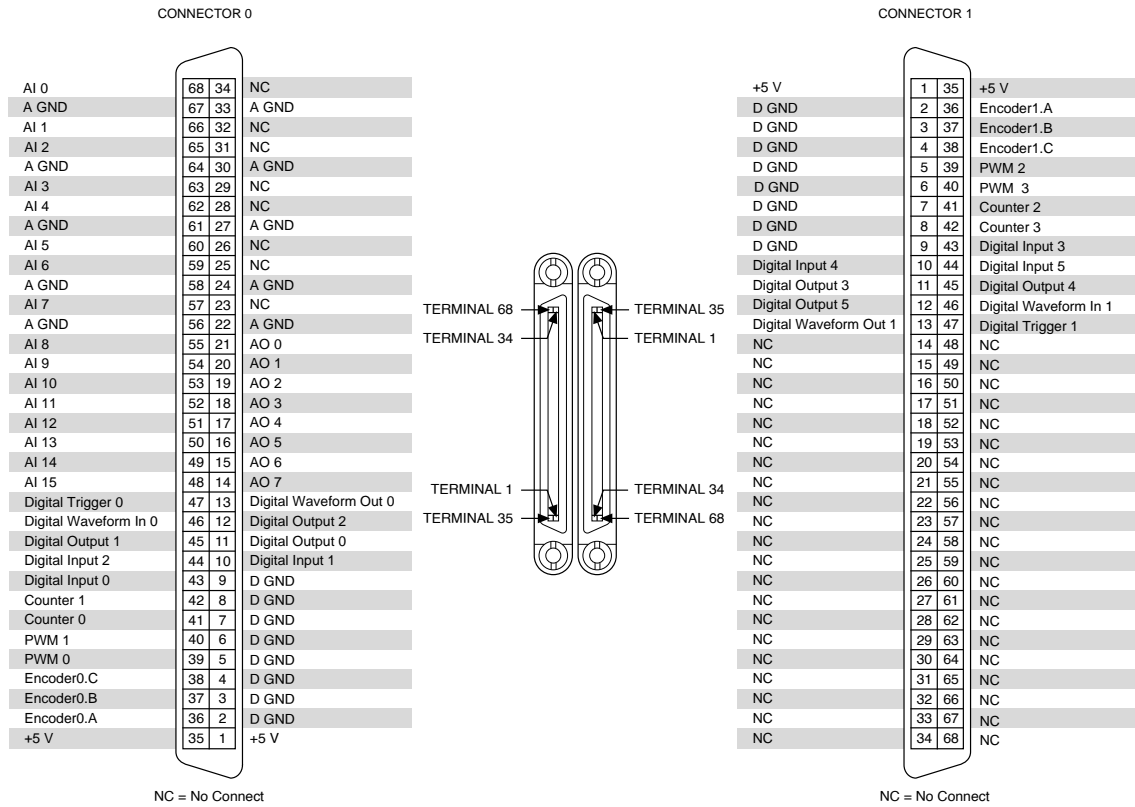 CONNECTOR 0
AI 0 68 34 NC
A GND 67 33 A GND
AI 1 66 32 NC
AI 2 65 31 NC
A GND 64 30 A GND
AI 3 63 29 NC
AI 4 62 28 NC
A GND 61 27 A GND
AI 5 60 26 NC
AI 6 59 25 NC
A GND 58 24 A GND
AI 7 57 23 NC
A GND 56 22 A GND
AI 8 55 21 AO 0
AI 9 54 20 AO 1
AI 10 53 19 AO 2
AI 11 52 18 AO 3
AI 12 51 17 AO 4
AI 13 50 16 AO 5
AI 14 49 15 AO 6
AI 15 48 14 AO 7
Digital Trigger 0 47 13 Digital Waveform Out 0
Digital Waveform In 0 46 12 Digital Output 2
Digital Output 1 45 11 Digital Output 0
Digital Input 2 44 10 Digital Input 1
Digital Input 0 43 9 D GND
Counter 1 42 8 D GND
Counter 0 41 7 D GND
PWM 1 40 6 D GND
PWM 0 39 5 D GND
Encoder0.C 38 4 D GND
Encoder0.B 37 3 D GND
Encoder0.A 36 2 D GND
+5 V 35 1 +5 V
NC = No Connect
TERMINAL 68 TERMINAL 35
TERMINAL 34 TERMINAL 1
TERMINAL 1 TERMINAL 34
TERMINAL 35 TERMINAL 68
CONNECTOR 1
+5 V 1 35 +5 V
D GND 2 36 Encoder1.A
D GND 3 37 Encoder1.B
D GND 4 38 Encoder1.C
D GND 5 39 PWM 2
D GND 6 40 PWM 3
D GND 7 41 Counter 2
D GND 8 42 Counter 3
D GND 9 43 Digital Input 3
Digital Input 4 10 44 Digital Input 5
Digital Output 3 11 45 Digital Output 4
Digital Output 5 12 46 Digital Waveform In 1
Digital Waveform Out 1 13 47 Digital Trigger 1
NC 14 48 NC
NC 15 49 NC
NC 16 50 NC
NC 17 51 NC
NC 18 52 NC
NC 19 53 NC
NC 20 54 NC
NC 21 55 NC
NC 22 56 NC
NC 23 57 NC
NC 24 58 NC
NC 25 59 NC
NC 26 60 NC
NC 27 61 NC
NC 28 62 NC
NC 29 63 NC
NC 30 64 NC
NC 31 65 NC
NC 32 66 NC
NC 33 67 NC
NC 34 68 NC
NC = No Connect